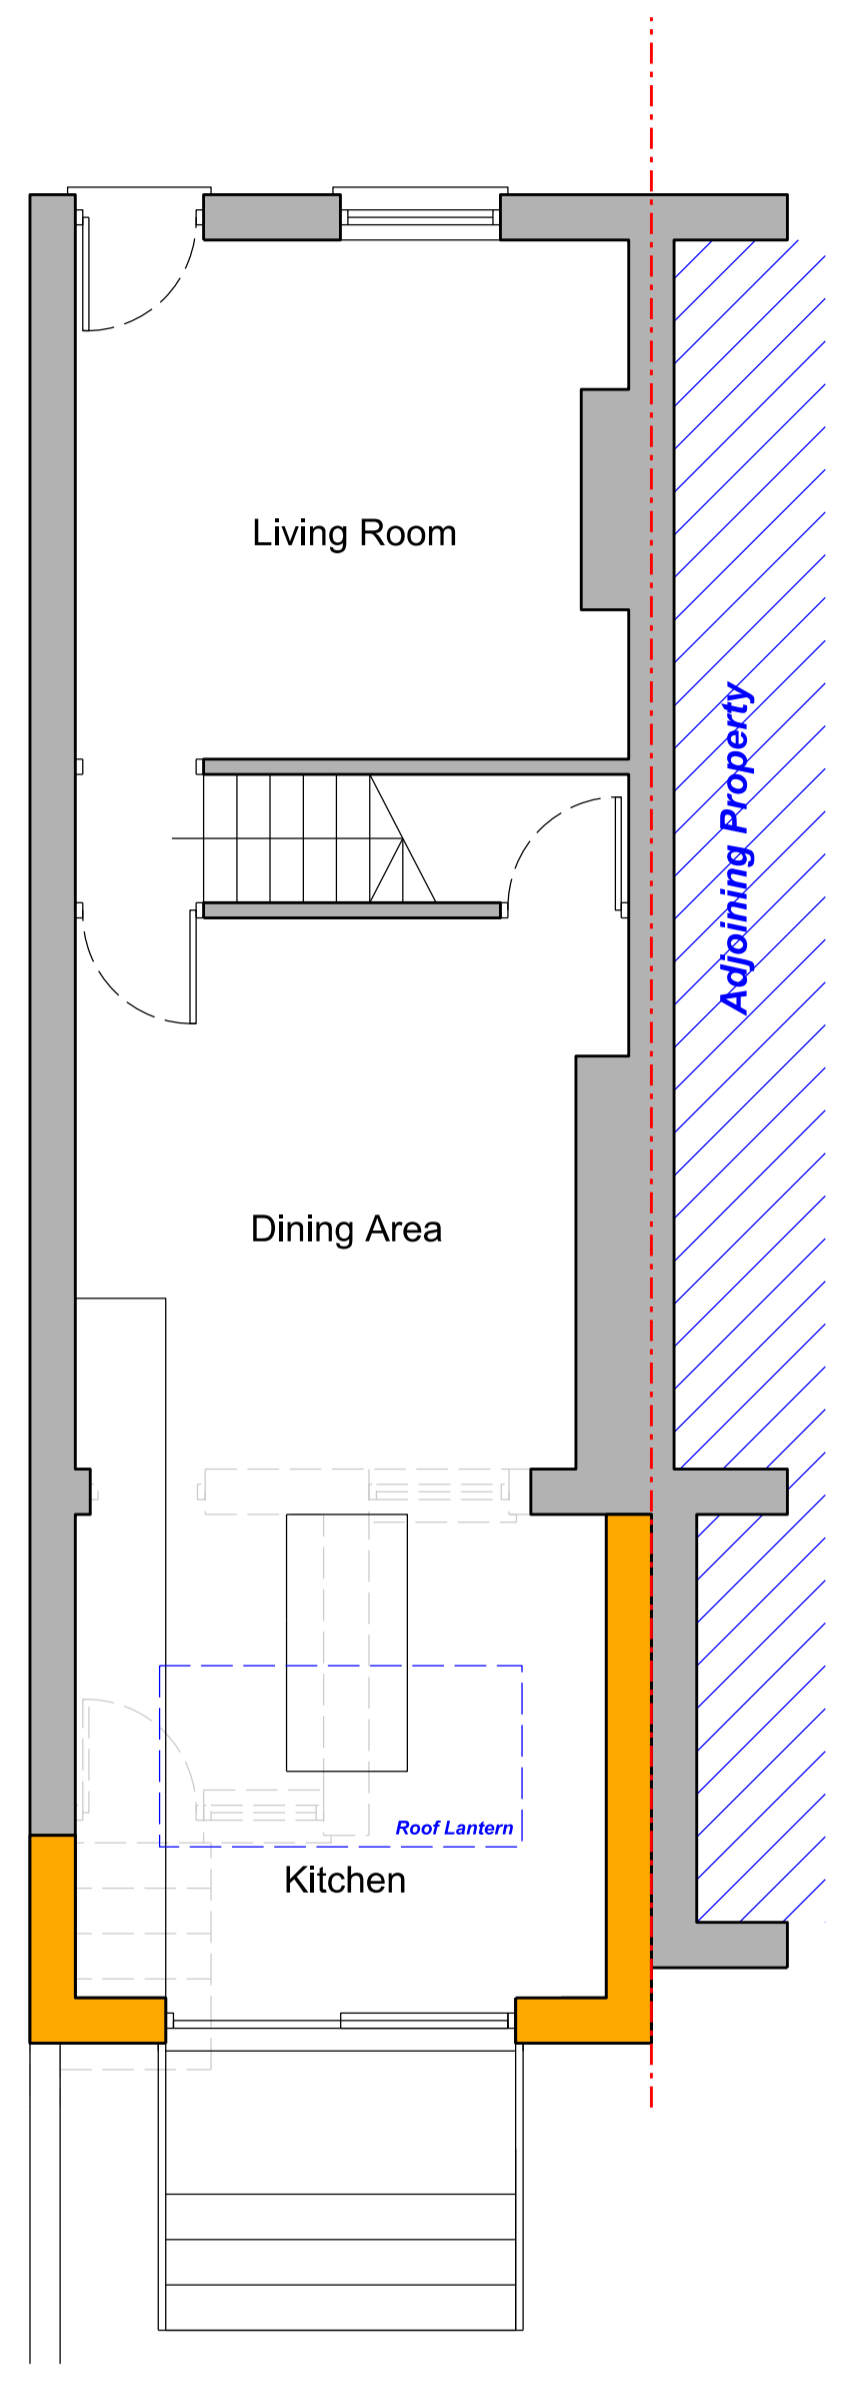 Living Room
Adjoining Property
Dining Area
Roof Lantern
Kitchen